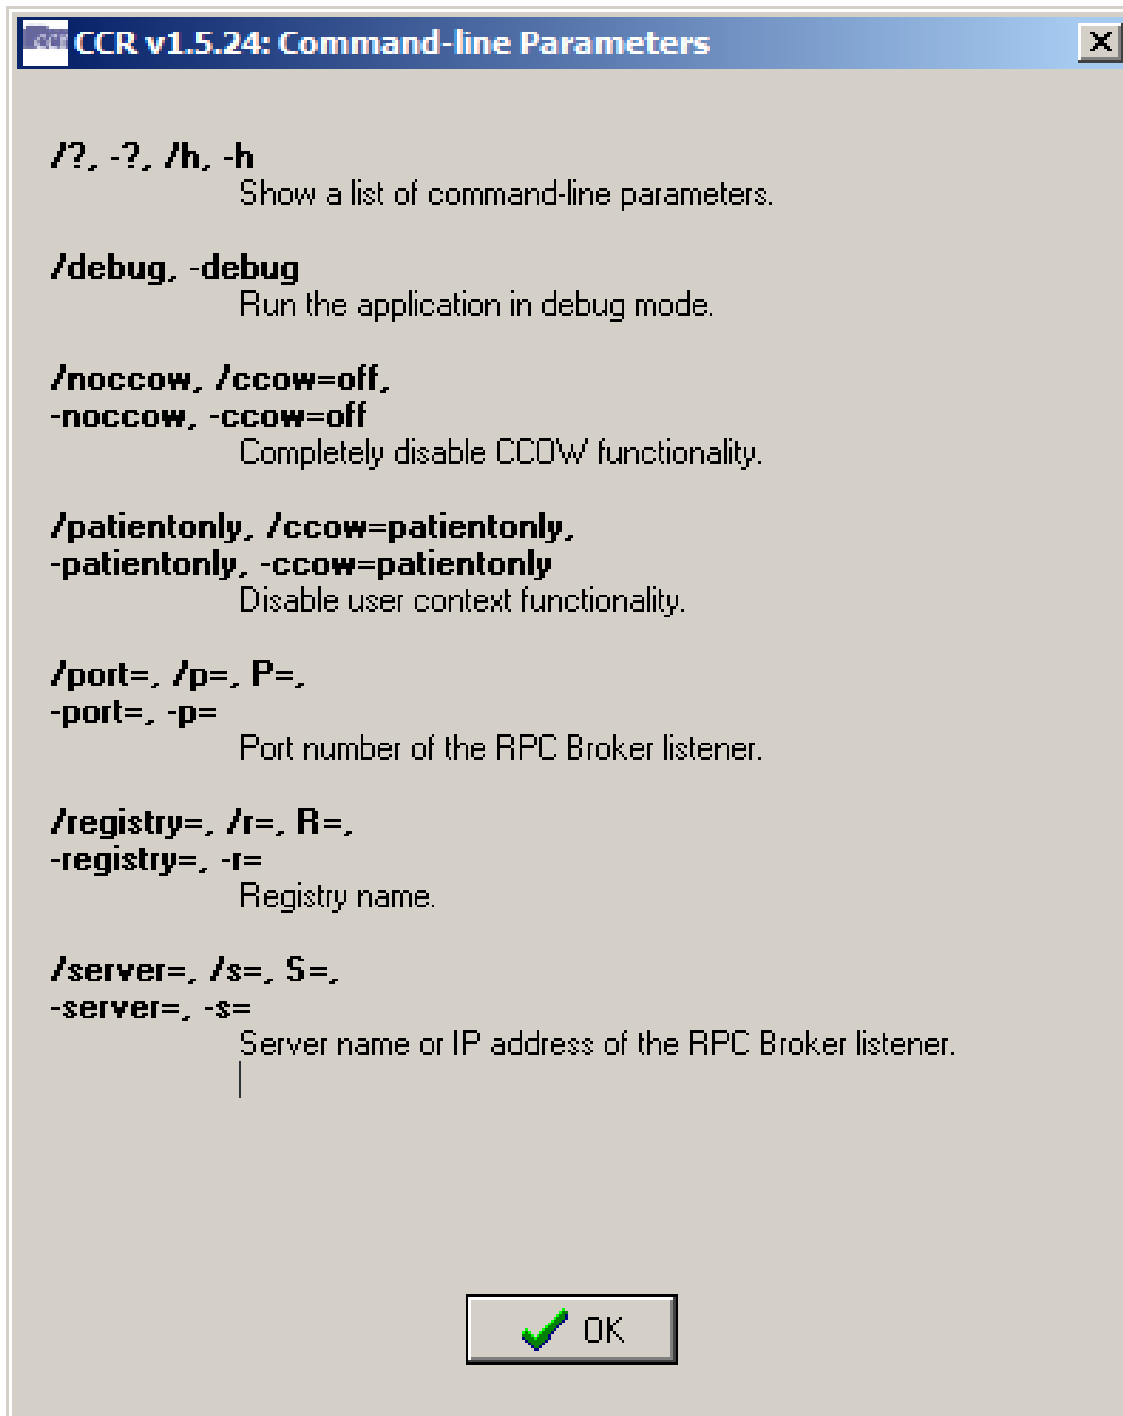 ccr CCR v1.5.24: Command-line Parameters
/?, -?, /h, -h
Show a list of command-line parameters.
/debug, -debug
Run the application in debug mode.
/noccow, /ccow=off,
-noccow, -ccow=off
Completely disable CCOW functionality.
/patientonly, /ccow=patientonly,
-patientonly, -ccow=patientonly
Disable user context functionality.
/port=, /p=, P=,
-port=, -p=
Port number of the RPC Broker listener.
/registry=, /r=, R=,
-registry=, -r=
Registry name.
/server=, /s=, S=,
-server=, -s=
Server name or IP address of the RPC Broker listener.
OK